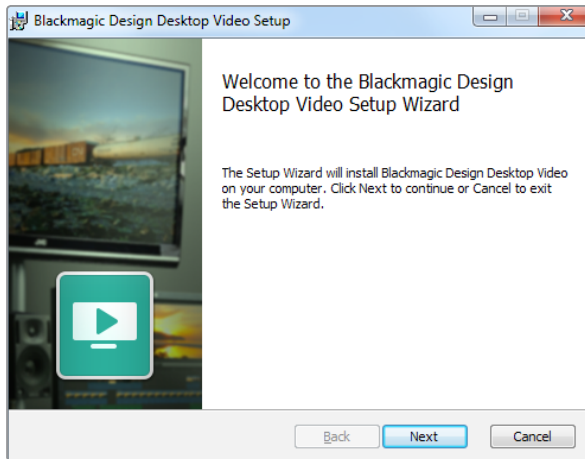 Blackmagic Design Desktop Video Setup
Welcome to the Blackmagic Design
Desktop Video Setup Wizard
The Setup Wizard will install Blackmagic Design Desktop Video
on your computer. Click Next to continue or Cancel to exit
the Setup Wizard.
Back Next Cancel